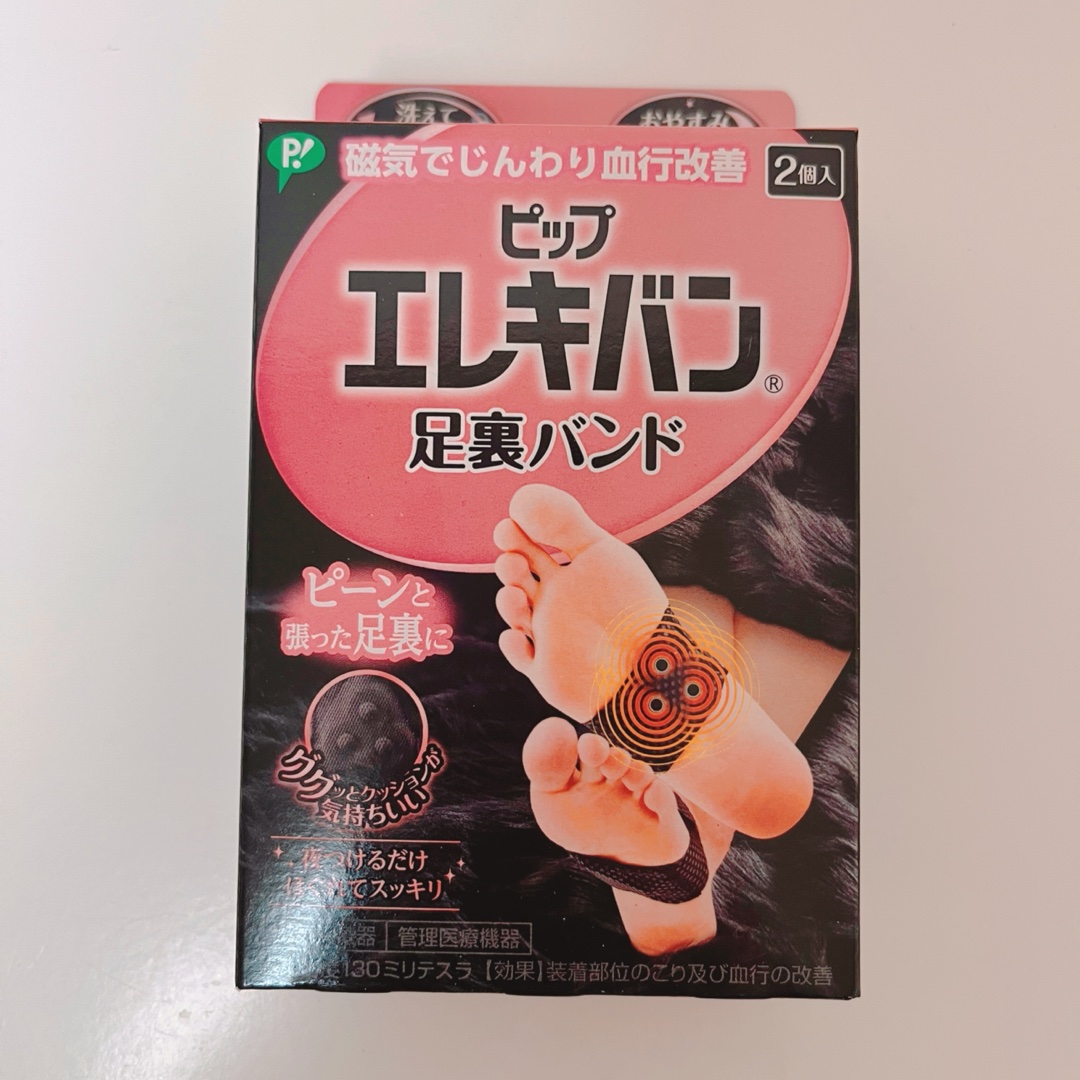 洗えて
おやすみ
P!
磁気でじんわり血行改善
2個入
ピップ
エレキバン®
足裏バンド
ピーンと
張った足裏に
ググッとクッションが
気持ちいい
夜つけるだけ
てスッキリ
器 管理医療機器
130ミリテスラ【効果】装着部位のこり及び血行の改善